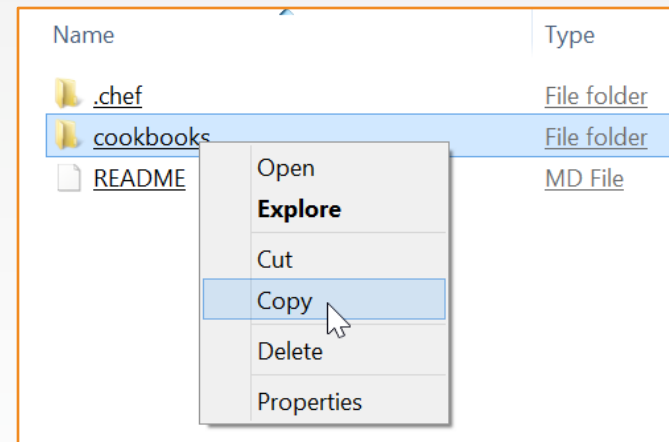 Name Type
.chef File folder
cookbooks File folder
README MD File
Open
Explore
Cut
Copy
Delete
Properties